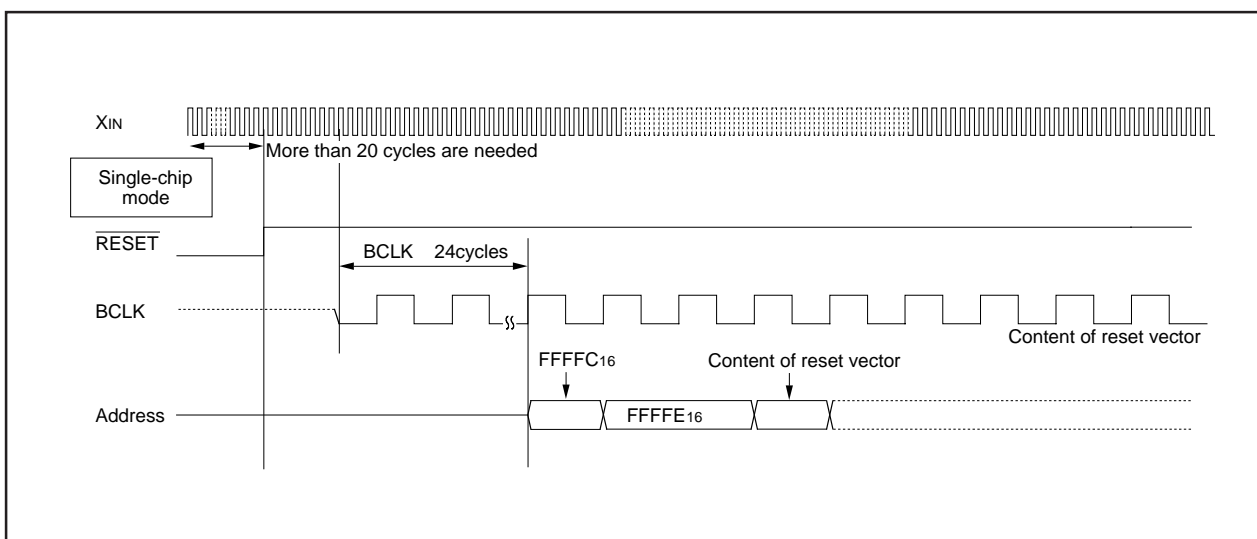 XIN
More than 20 cycles are needed
Single-chip
mode
RESET
BCLK 24cycles
BCLK
Content of reset vector
FFFFC16
Content of reset vector
Address
FFFFE16